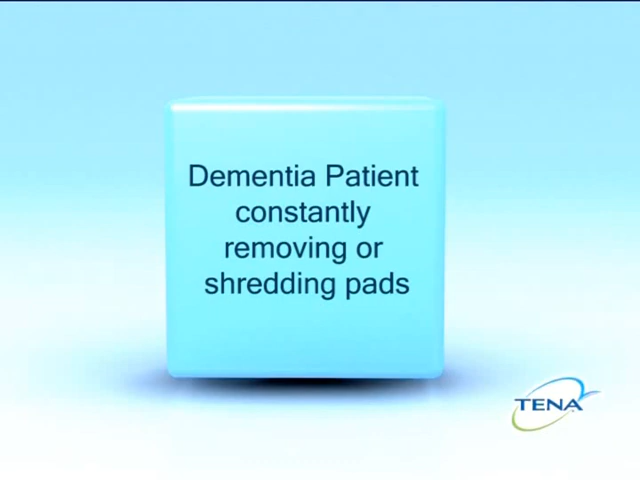 Dementia Patient
constantly
removing or
shredding pads
TENA